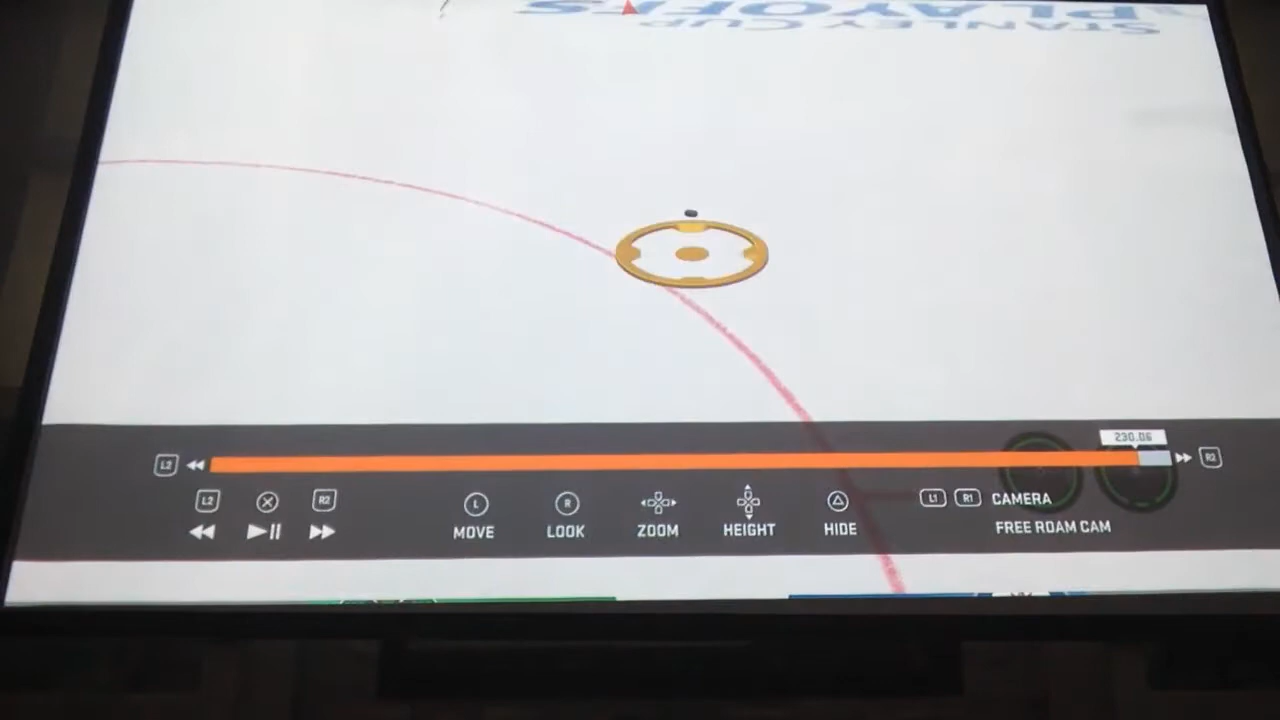 STANLEY CUP
PLAYOFFS
230.06
L2
R2
L2
R2
L
R
L1 R1 CAMERA
MOVE
LOOK
ZOOM
HEIGHT
HIDE
FREE ROAM CAM